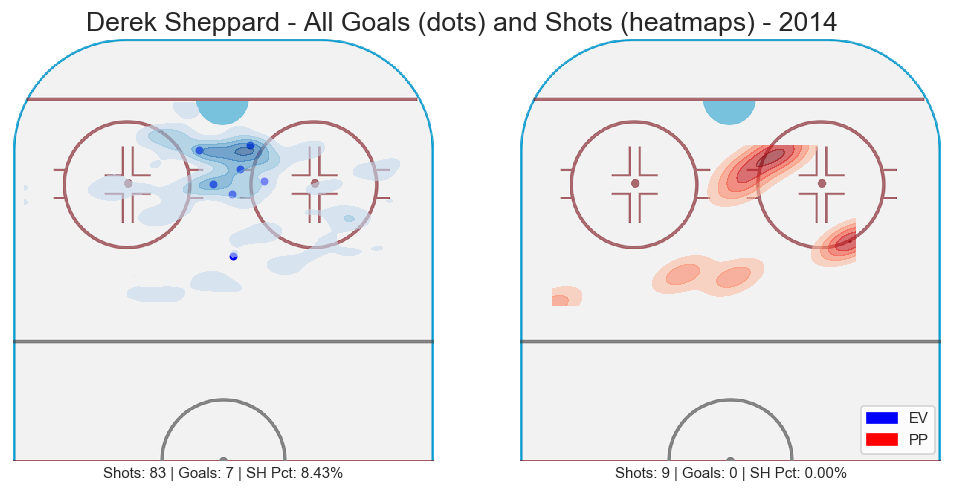 Derek Sheppard - All Goals (dots) and Shots (heatmaps) - 2014
EV
PP
Shots: 83 | Goals: 7 | SH Pct: 8.43%
Shots: 9 | Goals: 0 | SH Pct: 0.00%